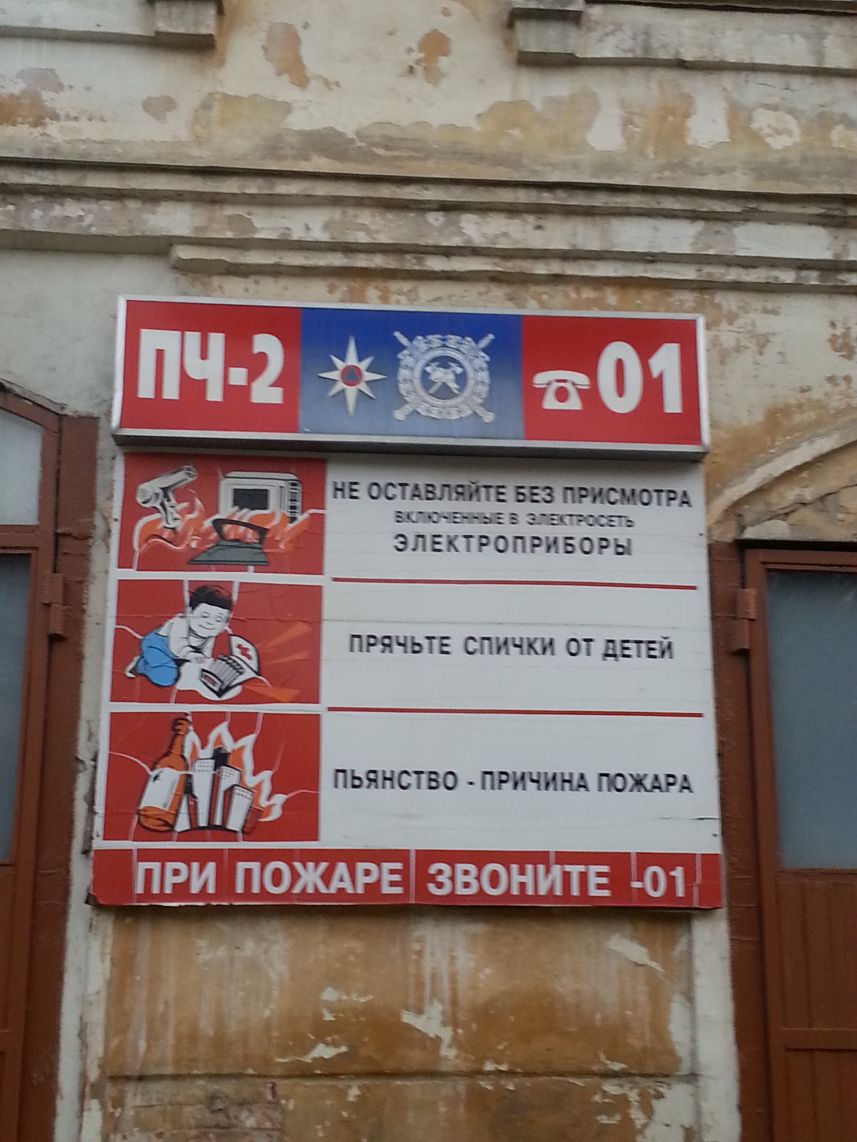 ПЧ-2
01
НЕ ОСТАВЛЯЙТЕ БЕЗ ПРИСМОТРА
ВКЛЮЧЕННЫЕ В ЭЛЕКТРОСЕТЬ
ЭЛЕКТРОПРИБОРЫ
ПРЯЧЬТЕ СПИЧКИ ОТ ДЕТЕЙ
ПЬЯНСТВО - ПРИЧИНА ПОЖАРА
ПРИ ПОЖАРЕ ЗВОНИТЕ -01